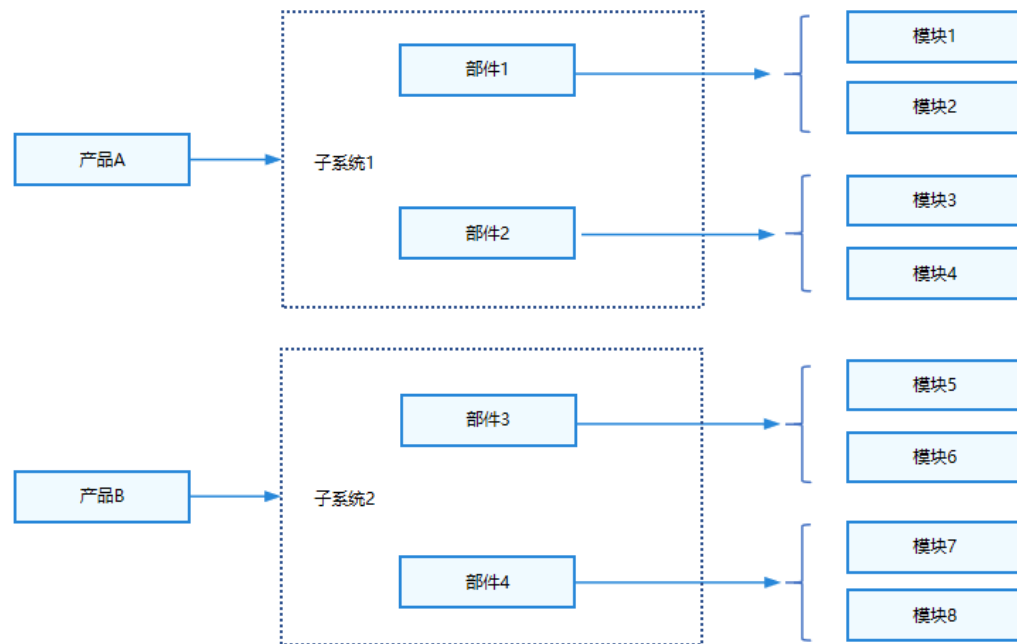 产品A
子系统1
部件1
模块1
模块2
部件2
模块3
模块4
产品B
子系统2
部件3
模块5
模块6
部件4
模块7
模块8